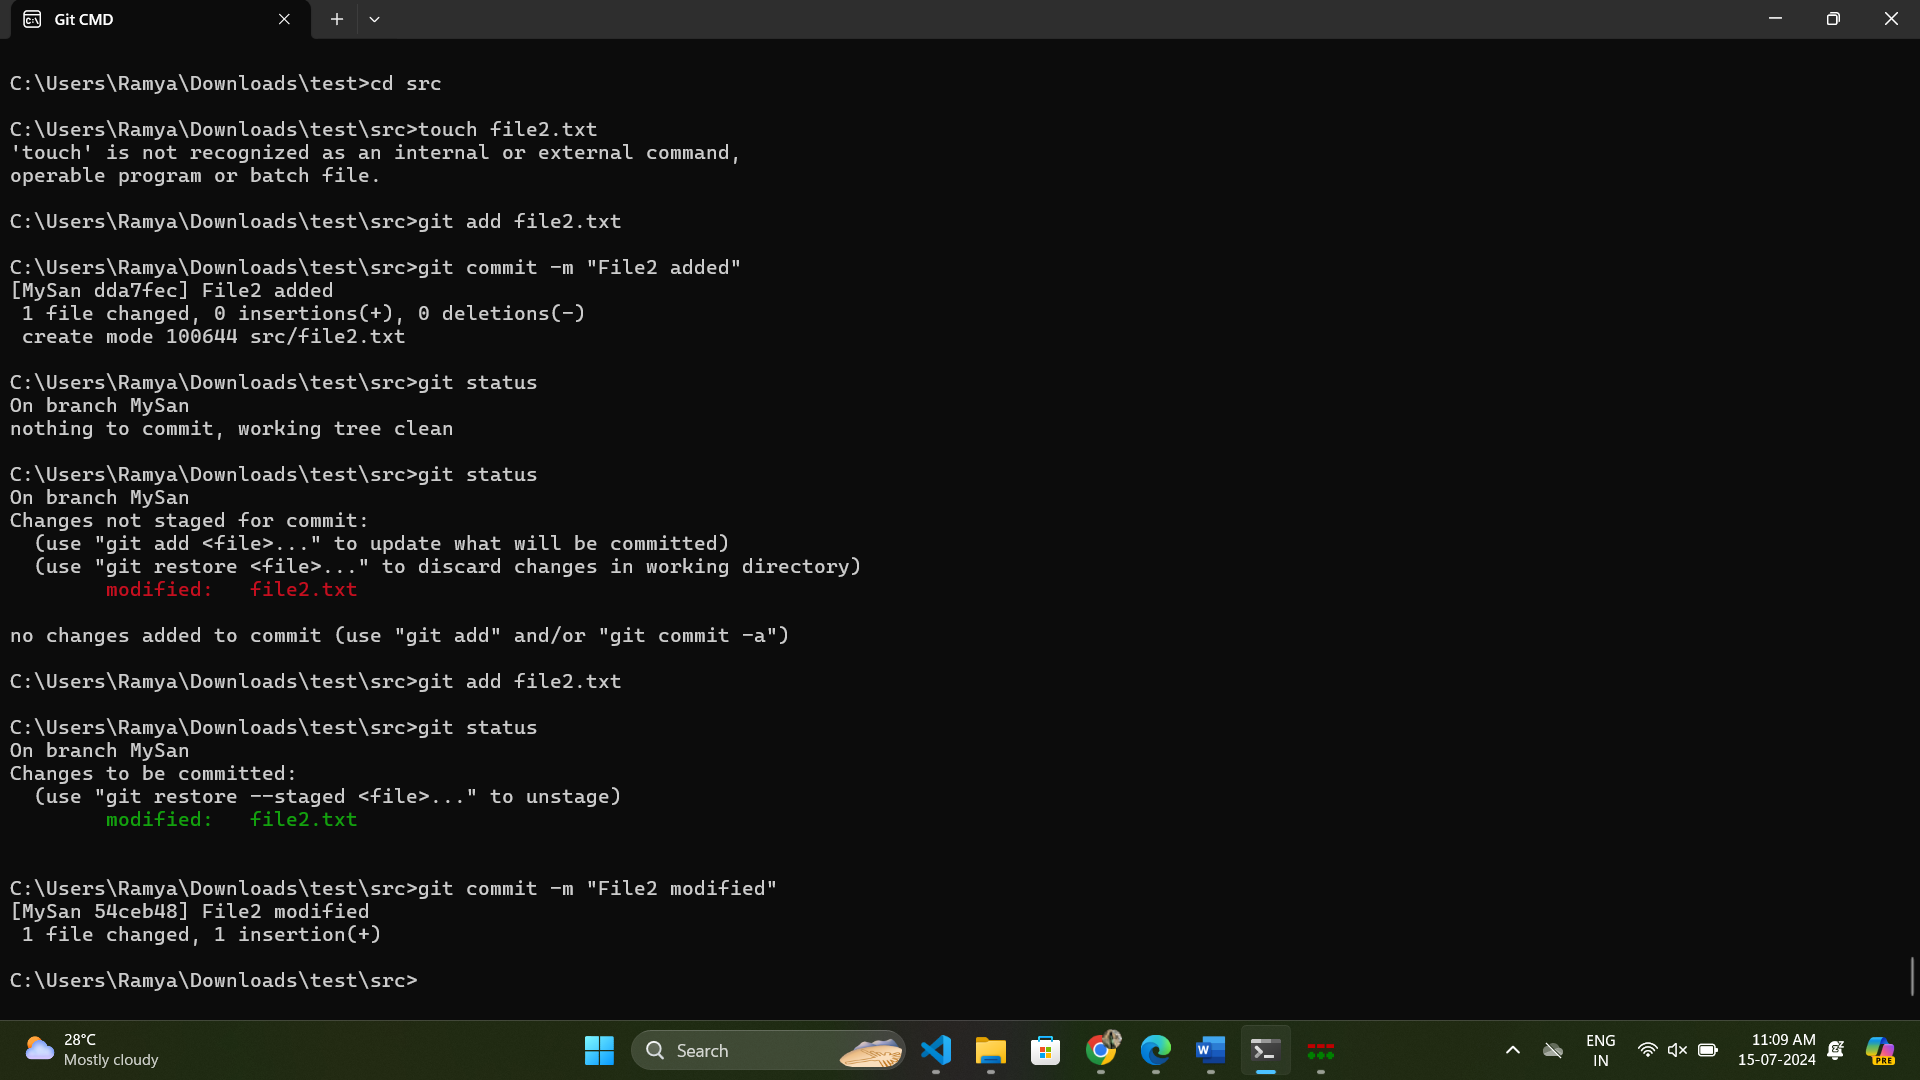 Git CMD
C:\Users\Ramya\Downloads\test>cd src
C:\Users\Ramya\Downloads\test\src>touch file2.txt
'touch' is not recognized as an internal or external command,
operable program or batch file.
C:\Users\Ramya\Downloads\test\src>git add file2.txt
C:\Users\Ramya\Downloads\test\src>git commit -m "File2 added"
[MySan dda7fec] File2 added
 1 file changed, 0 insertions(+), 0 deletions(-)
 create mode 100644 src/file2.txt
C:\Users\Ramya\Downloads\test\src>git status
On branch MySan
nothing to commit, working tree clean
C:\Users\Ramya\Downloads\test\src>git status
On branch MySan
Changes not staged for commit:
  (use "git add <file>..." to update what will be committed)
  (use "git restore <file>..." to discard changes in working directory)
        modified:   file2.txt
no changes added to commit (use "git add" and/or "git commit -a")
C:\Users\Ramya\Downloads\test\src>git add file2.txt
C:\Users\Ramya\Downloads\test\src>git status
On branch MySan
Changes to be committed:
  (use "git restore --staged <file>..." to unstage)
        modified:   file2.txt
C:\Users\Ramya\Downloads\test\src>git commit -m "File2 modified"
[MySan 54ceb48] File2 modified
 1 file changed, 1 insertion(+)
C:\Users\Ramya\Downloads\test\src>
28°C
Mostly cloudy
Search
W
ENG
IN
11:09 AM
15-07-2024
PRE